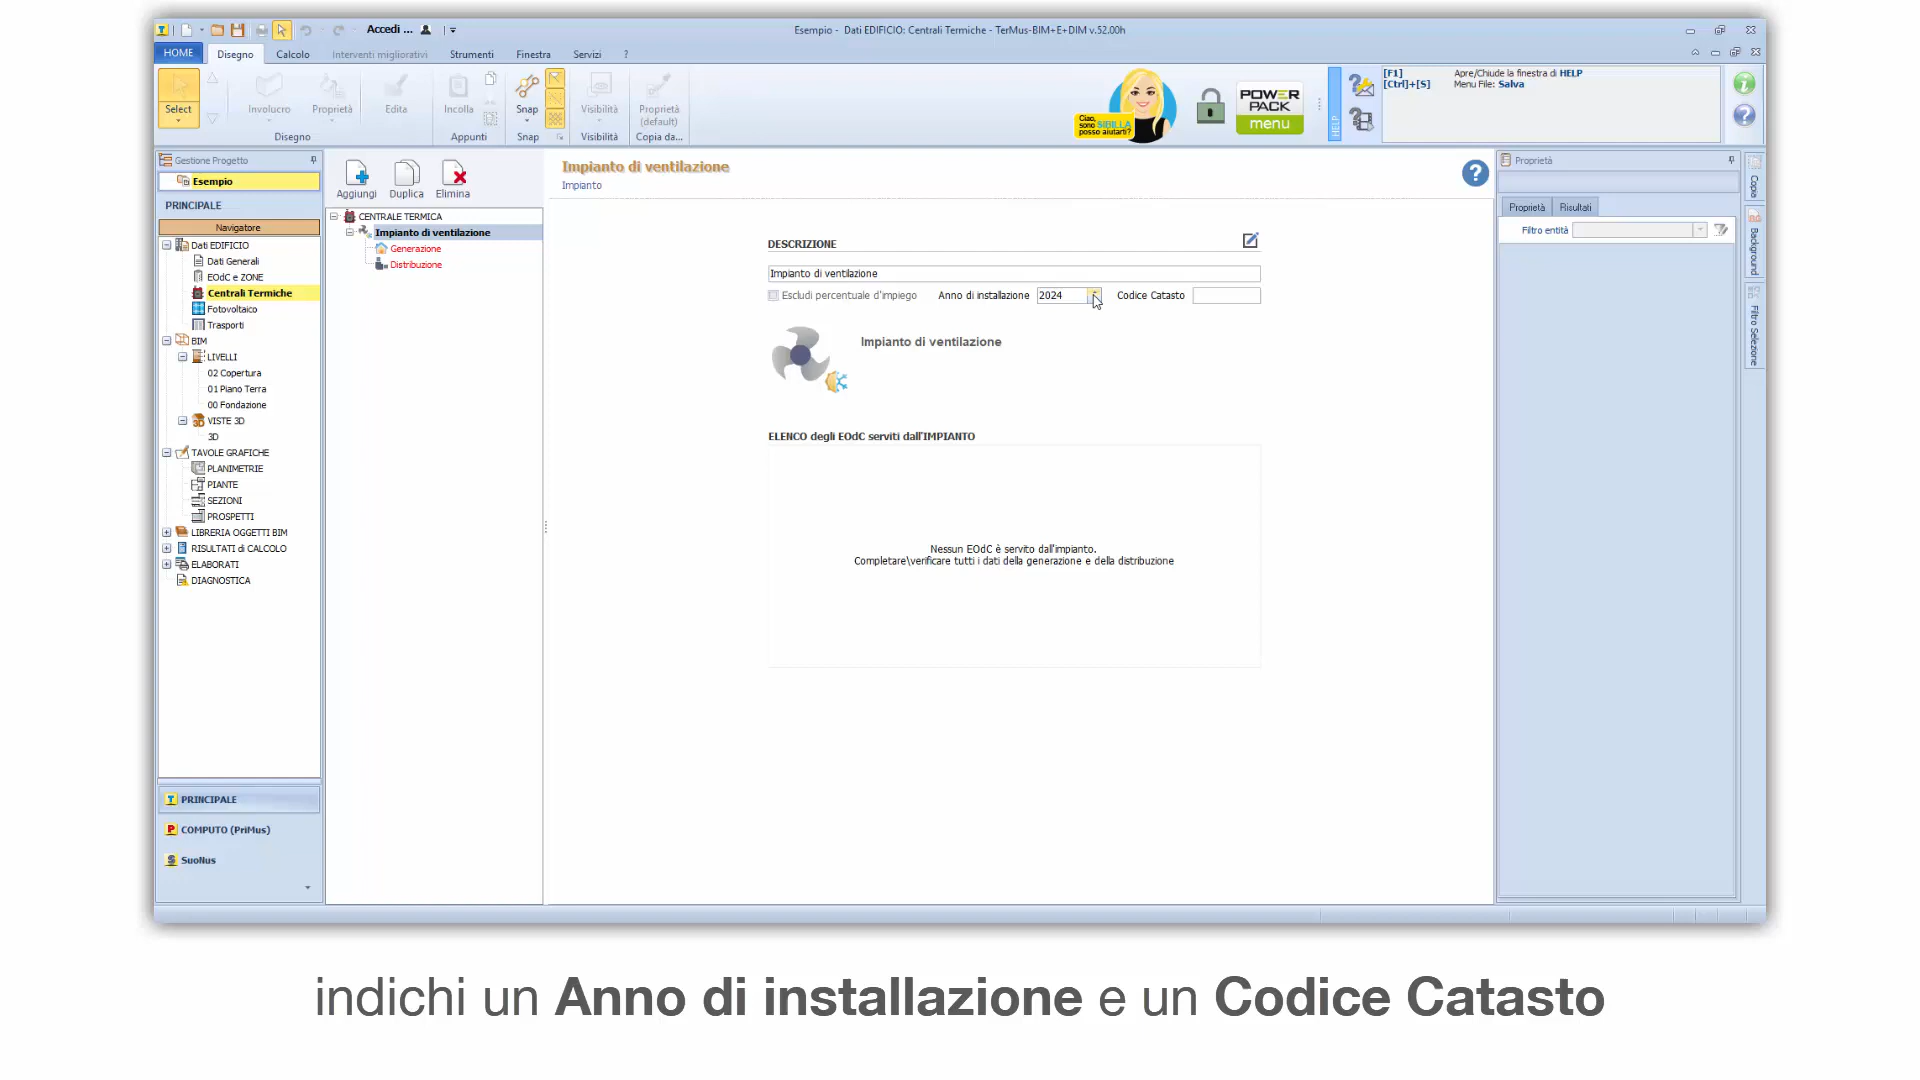 Accedi ...
Esempio - Dati EDIFICIO: Centrali Termiche - TerMus-BIM+E+DIM v.52.00h
HOME
Disegno
Calcolo
Interventi migliorativi
Strumenti
Finestra
Servizi
?
Select
Involucro
Proprietà
Edita
Incolla
Snap
Visibilità
Proprietà
(default)
Disegno
Appunti
Snap
Visibilità
Copia da...
Ciao,
sono SIBILLA
posso aiutarti?
POWER
PACK
menu
HELP
[F1] Apre/Chiude la finestra di HELP
[Ctrl]+[S] Menu File: Salva
Gestione Progetto
Esempio
PRINCIPALE
Navigatore
Dati EDIFICIO
Dati Generali
EOdC e ZONE
Centrali Termiche
Fotovoltaico
Trasporti
BIM
LIVELLI
02 Copertura
01 Piano Terra
00 Fondazione
VISTE 3D
3D
TAVOLE GRAFICHE
PLANIMETRIE
PIANTE
SEZIONI
PROSPETTI
LIBRERIA OGGETTI BIM
RISULTATI di CALCOLO
ELABORATI
DIAGNOSTICA
PRINCIPALE
COMPUTO (PriMus)
SuoNus
Aggiungi
Duplica
Elimina
CENTRALE TERMICA
Impianto di ventilazione
Generazione
Distribuzione
Impianto di ventilazione
Impianto
DESCRIZIONE
Impianto di ventilazione
Escludi percentuale d'impiego
Anno di installazione
2024
Codice Catasto
Impianto di ventilazione
ELENCO degli EOdC serviti dall'IMPIANTO
Nessun EOdC è servito dall'impianto.
Completare\verificare tutti i dati della generazione e della distribuzione
Proprietà
Proprietà
Risultati
Filtro entità
Copia
Background
Filtro Selezione
indichi un Anno di installazione e un Codice Catasto